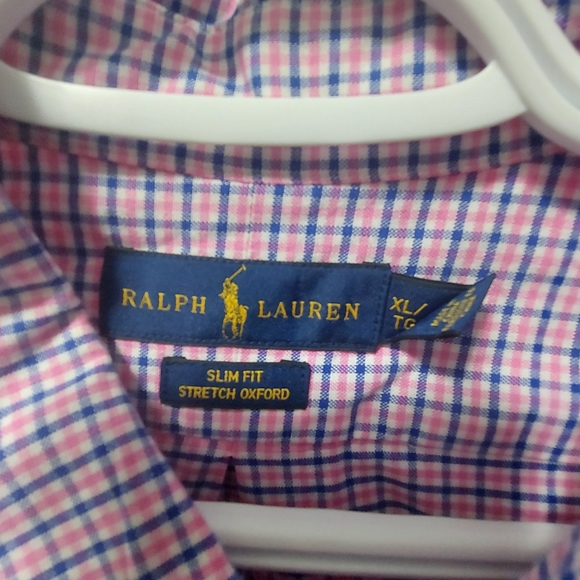 RALPH LAUREN
XL/
TG
SLIM FIT
STRETCH OXFORD